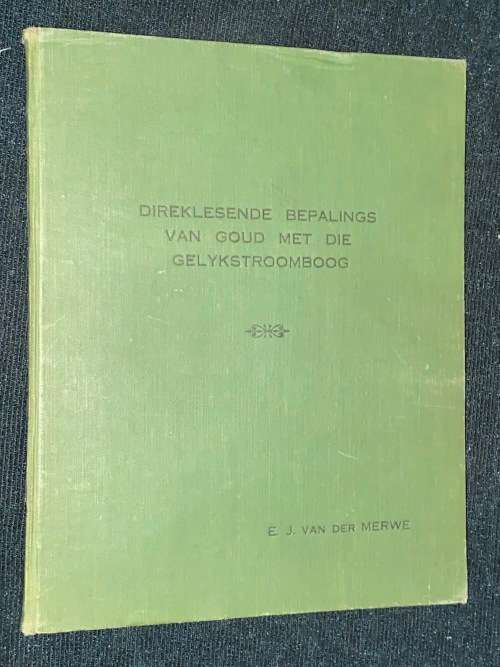 DIREKLESENDE BEPALINGS
VAN GOUD MET DIE
GELYKSTROOMBOOG
E. J. VAN DER MERWE